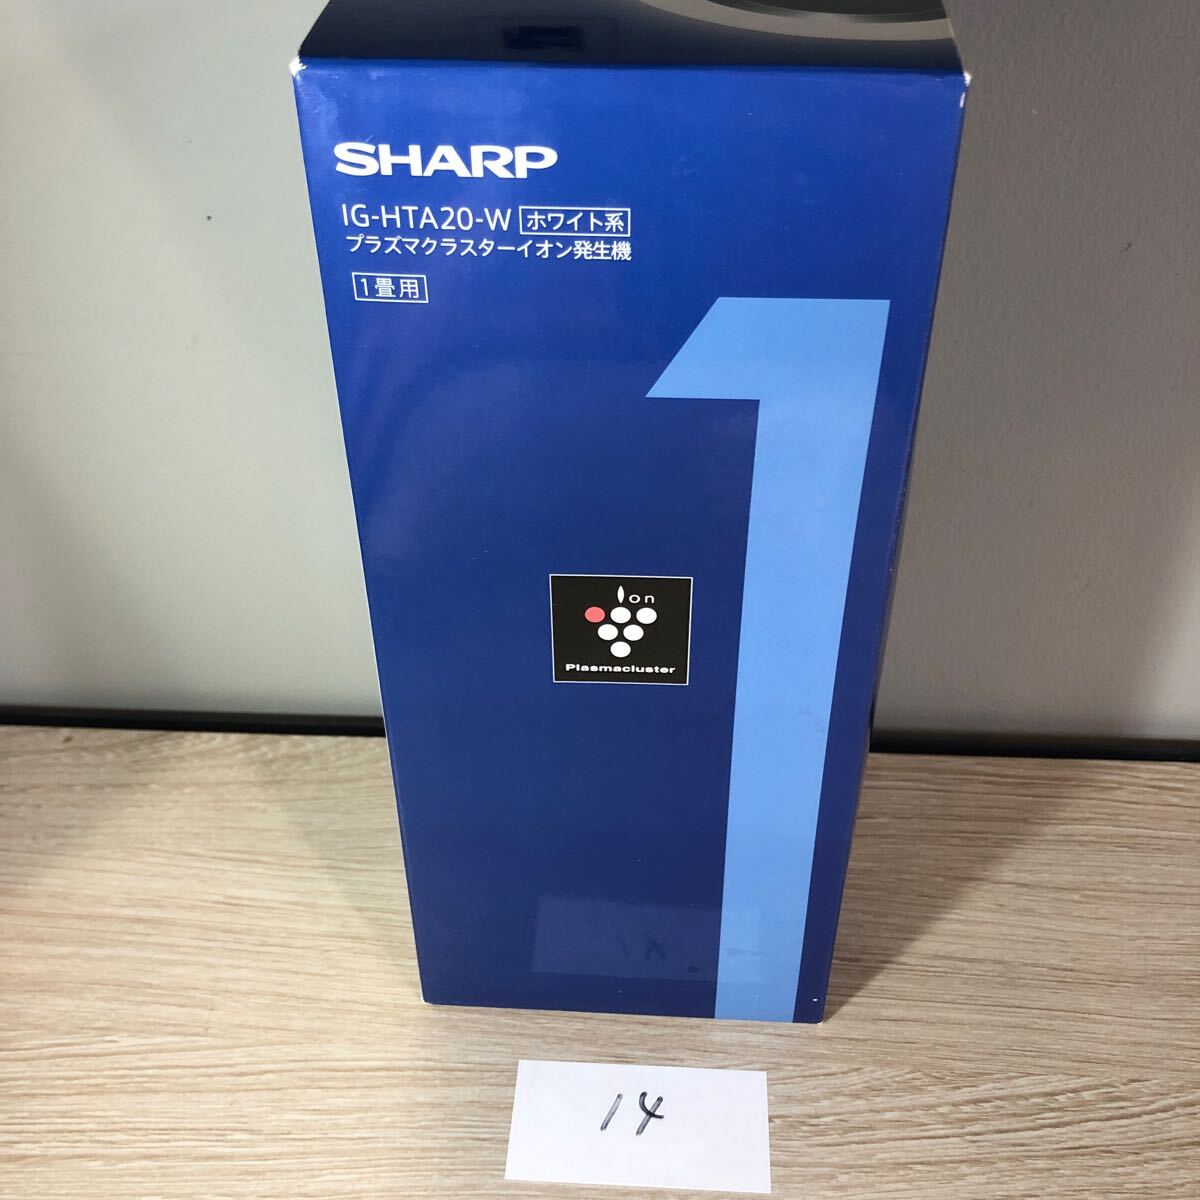 SHARP
IG-HTA20-W ホワイト系
プラズマクラスターイオン発生機
1畳用
1
Ion
Plasmacluster
14